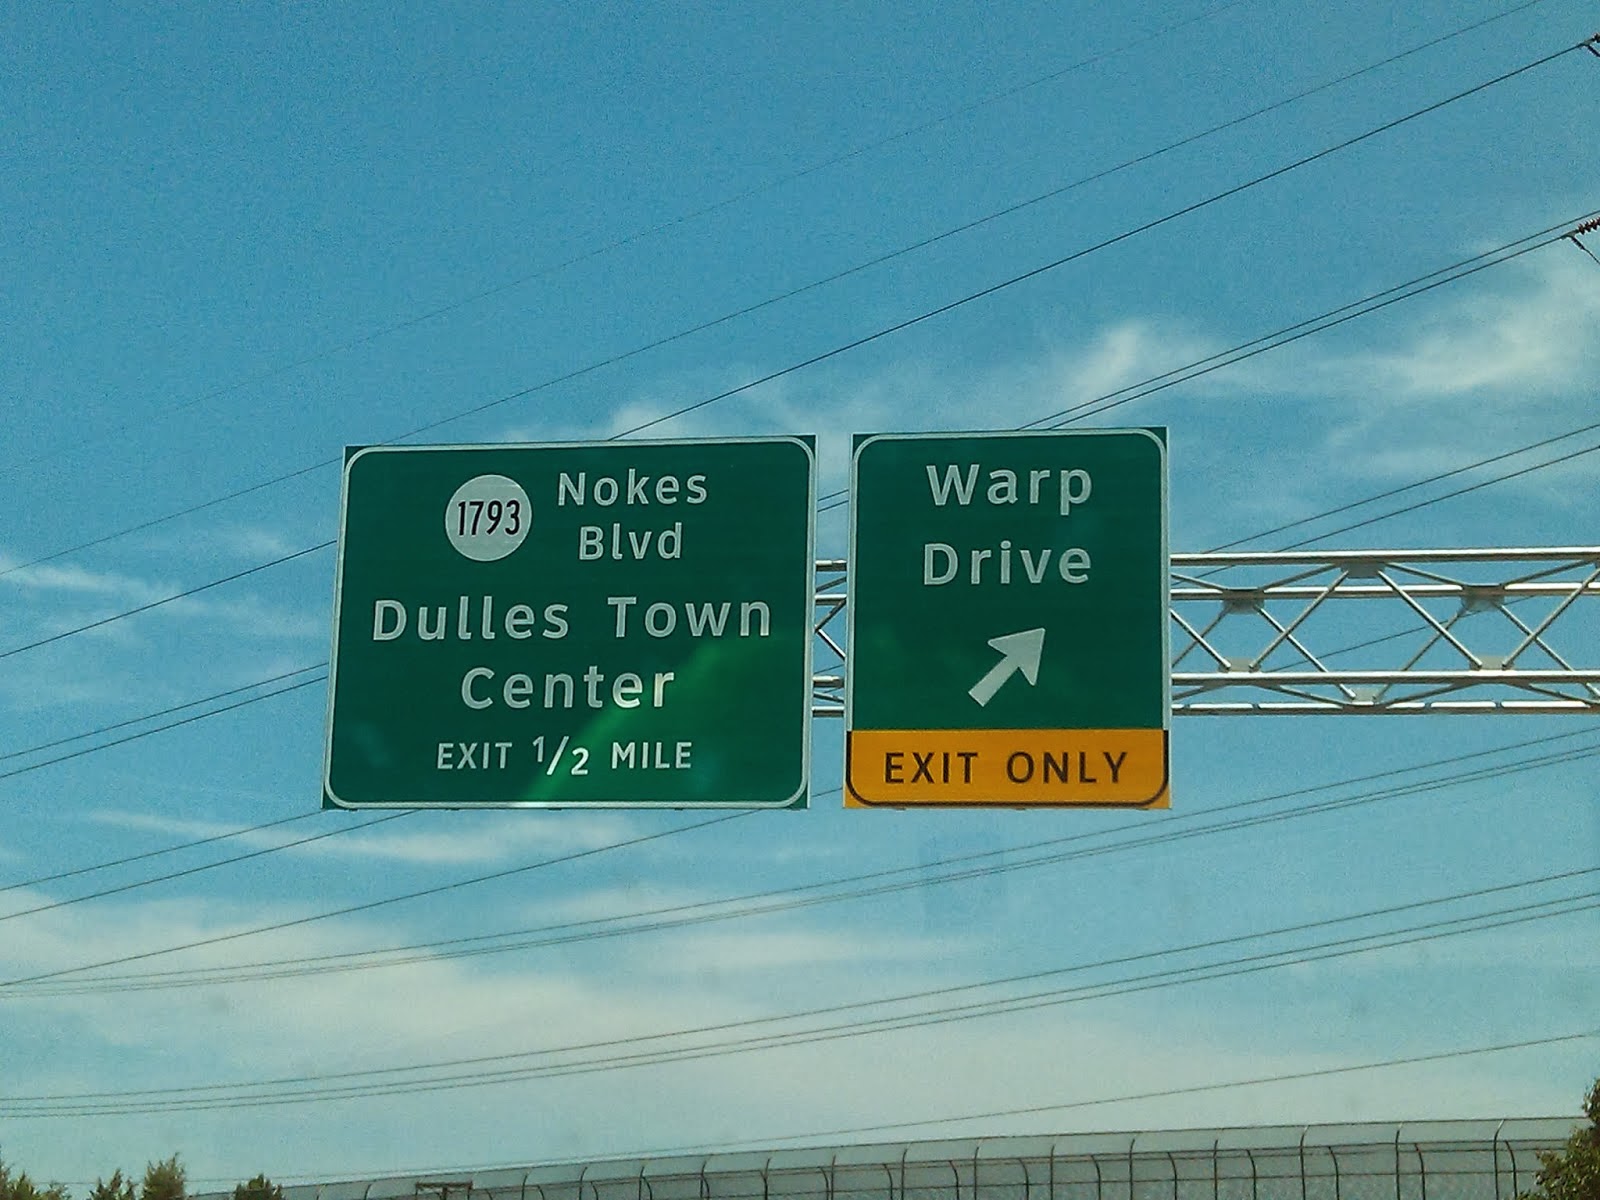 1793
Nokes
Blvd
Dulles Town
Center
EXIT 1/2 MILE
Warp
Drive
EXIT ONLY